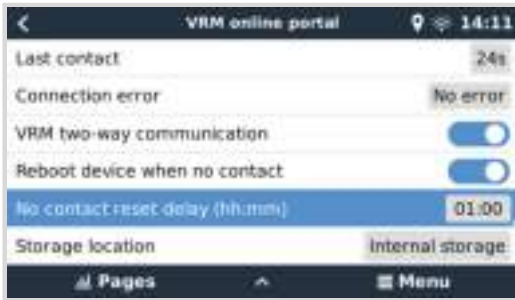 VRM online portal 14:11
Last contact 24s
Connection error No error
VRM two-way communication
Reboot device when no contact
No contact reset delay (hh:mm) 01:00
Storage location Internal storage
Pages Menu